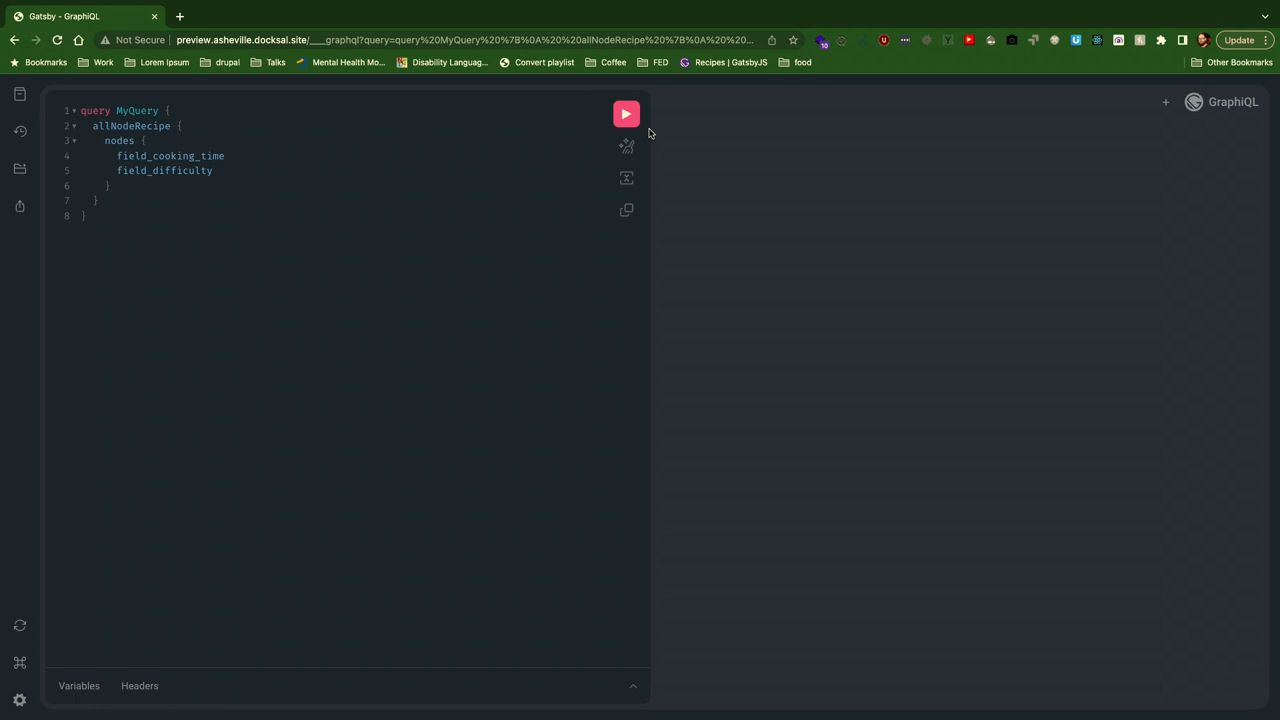 Gatsby - GraphiQL
Not Secure preview.asheville.docksal.site/___graphql?query=query%20MyQuery%20%7B%0A%20%20allNodeRecipe%20%7B%0A%20%20... 10 Update
Bookmarks Work Lorem Ipsum drupal Talks Mental Health Mo... Disability Languag... Convert playlist Coffee FED Recipes | GatsbyJS food Other Bookmarks
+ GraphiQL
1 query MyQuery {
2 allNodeRecipe {
3 nodes {
4 field_cooking_time
5 field_difficulty
6 }
7 }
8 }
Variables Headers